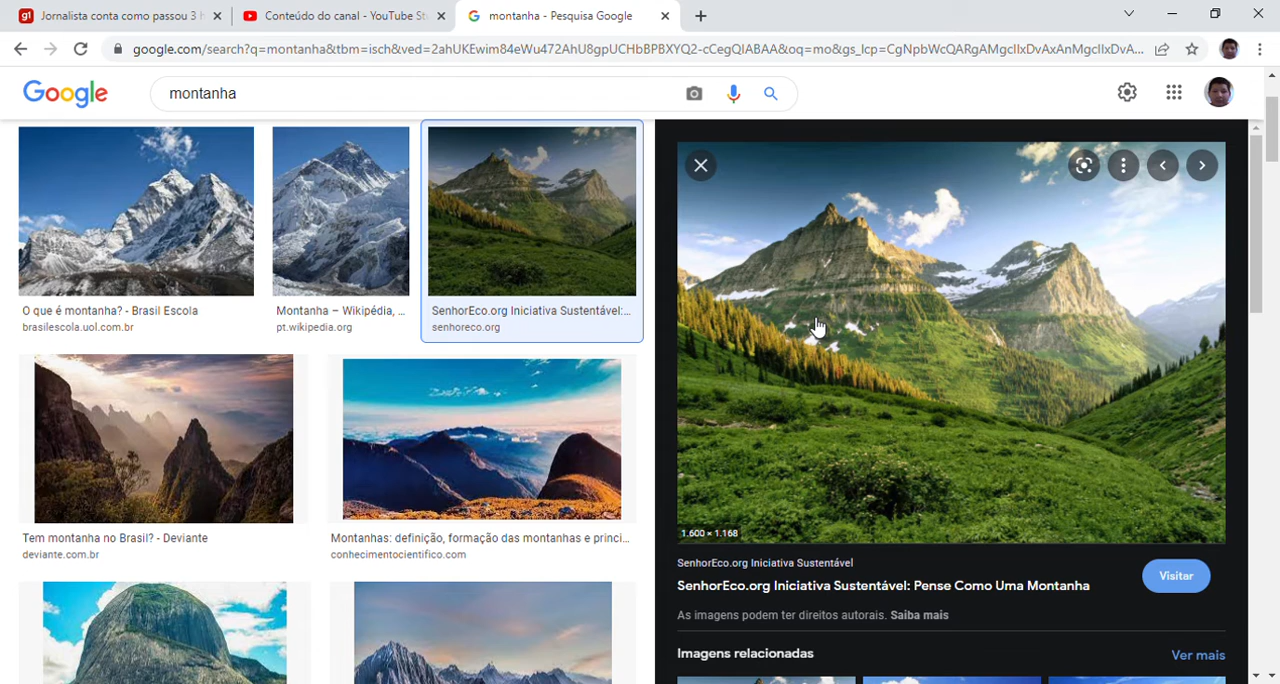 Jornalista conta como passou 3 h
Conteúdo do canal - YouTube St
montanha - Pesquisa Google
google.com/search?q=montanha&tbm=isch&ved=2ahUKEwim84eWu472AhU8gpUCHbBPBXYQ2-cCegQIABAA&oq=mo&gs_lcp=CgNpbWcQARgAMgcIIxDvAxAnMgcIIxDvA...
Google
montanha
O que é montanha? - Brasil Escola
brasilescola.uol.com.br
Montanha – Wikipédia, ...
pt.wikipedia.org
SenhorEco.org Iniciativa Sustentável:...
senhoreco.org
Tem montanha no Brasil? - Deviante
deviante.com.br
Montanhas: definição, formação das montanhas e princi...
conhecimentocientifico.com
1.600 × 1.168
SenhorEco.org Iniciativa Sustentável
SenhorEco.org Iniciativa Sustentável: Pense Como Uma Montanha
Visitar
As imagens podem ter direitos autorais. Saiba mais
Imagens relacionadas
Ver mais